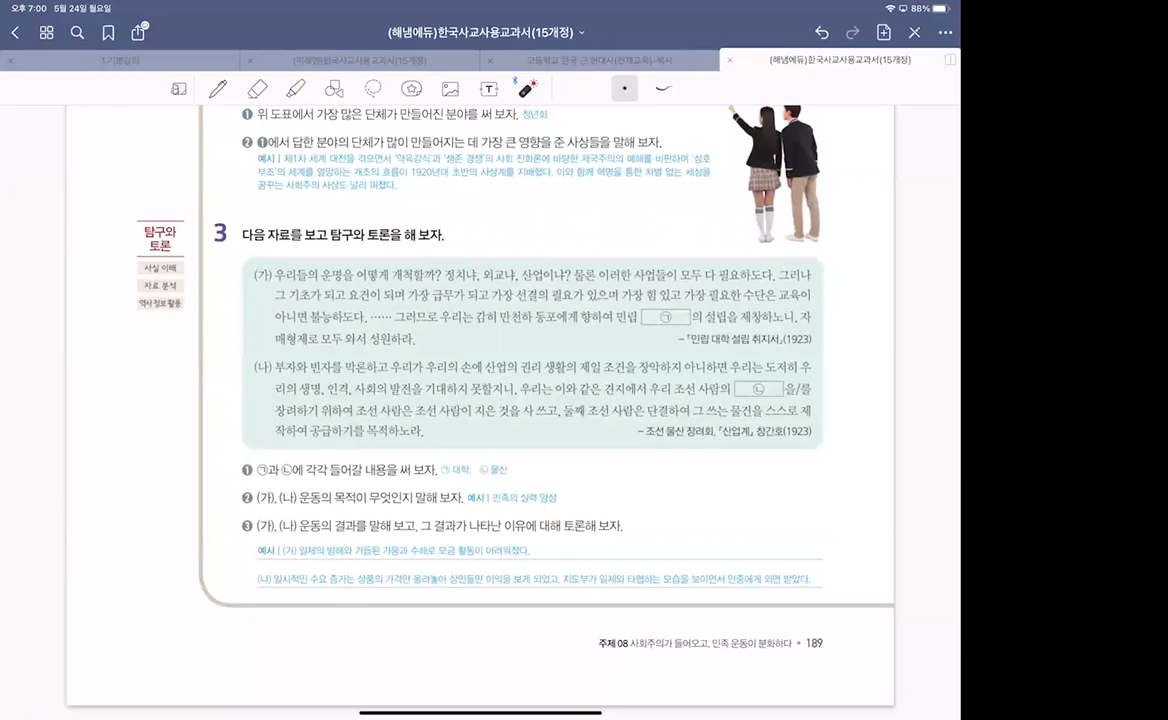 오후 7:00 5월 24일 월요일
88%
(해냄에듀)한국사교사용교과서(15개정)
1.기본강의
(미래엔)한국사교사용교과서(15개정)
고등학교 한국 근 현대사(천재교육)-복사
(해냄에듀)한국사교사용교과서(15개정)
❶ 위 도표에서 가장 많은 단체가 만들어진 분야를 써 보자. 청년회
❷ ❶에서 답한 분야의 단체가 많이 만들어지는 데 가장 큰 영향을 준 사상들을 말해 보자.
예시 | 제1차 세계 대전을 겪으면서 '약육강식'과 '생존 경쟁'의 사회 진화론에 바탕한 제국주의의 폐해를 비판하며 '상호
부조'의 세계를 열망하는 개조의 흐름이 1920년대 초반의 사상계를 지배했다. 이와 함께 혁명을 통한 차별 없는 세상을
꿈꾸는 사회주의 사상도 널리 퍼졌다.
탐구와
토론
사실 이해
자료 분석
역사정보활용
3 다음 자료를 보고 탐구와 토론을 해 보자.
(가) 우리들의 운명을 어떻게 개척할까? 정치냐, 외교냐, 산업이냐? 물론 이러한 사업들이 모두 다 필요하도다. 그러나
그 기초가 되고 요건이 되며 가장 급무가 되고 가장 선결의 필요가 있으며 가장 힘 있고 가장 필요한 수단은 교육이
아니면 불능하도다. …… 그러므로 우리는 감히 만천하 동포에게 향하여 민립 ㉠ 의 설립을 제창하노니, 자
매형제로 모두 와서 성원하라.
– 「민립 대학 설립 취지서」(1923)
(나) 부자와 빈자를 막론하고 우리가 우리의 손에 산업의 권리 생활의 제일 조건을 장악하지 아니하면 우리는 도저히 우
리의 생명, 인격, 사회의 발전을 기대하지 못할지니, 우리는 이와 같은 견지에서 우리 조선 사람의 ㉡ 을/를
장려하기 위하여 조선 사람은 조선 사람이 지은 것을 사 쓰고, 둘째 조선 사람은 단결하여 그 쓰는 물건을 스스로 제
작하여 공급하기를 목적하노라.
– 조선 물산 장려회, 「산업계」 창간호(1923)
❶ ㉠과 ㉡에 각각 들어갈 내용을 써 보자. ㉠ 대학, ㉡ 물산
❷ (가), (나) 운동의 목적이 무엇인지 말해 보자. 예시 | 민족의 실력 양성
❸ (가), (나) 운동의 결과를 말해 보고, 그 결과가 나타난 이유에 대해 토론해 보자.
예시 | (가) 일제의 방해와 거듭된 가뭄과 수해로 모금 활동이 어려워졌다.
(나) 일시적인 수요 증가는 상품의 가격만 올려놓아 상인들만 이익을 보게 되었고, 지도부가 일제와 타협하는 모습을 보이면서 민중에게 외면 받았다.
주제 08 사회주의가 들어오고, 민족 운동이 분화하다 • 189